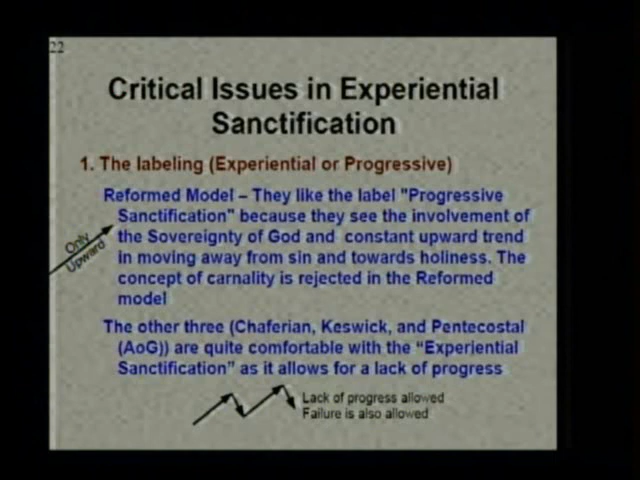 22
Critical Issues in Experiential
Sanctification
1. The labeling (Experiential or Progressive)
Reformed Model – They like the label "Progressive
Sanctification" because they see the involvement of
the Sovereignty of God and constant upward trend
in moving away from sin and towards holiness. The
concept of carnality is rejected in the Reformed
model
Only
Upward
The other three (Chaferian, Keswick, and Pentecostal
(AoG)) are quite comfortable with the “Experiential
Sanctification” as it allows for a lack of progress
Lack of progress allowed
Failure is also allowed